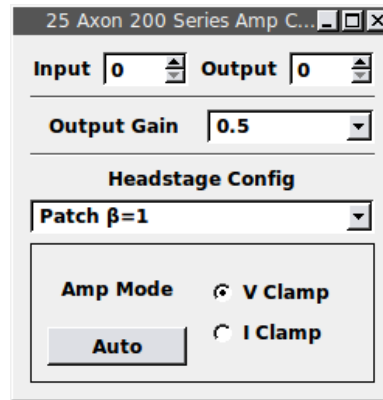 25 Axon 200 Series Amp C...
Input 0 Output 0
Output Gain 0.5
Headstage Config
Patch β=1
Amp Mode V Clamp
Auto I Clamp